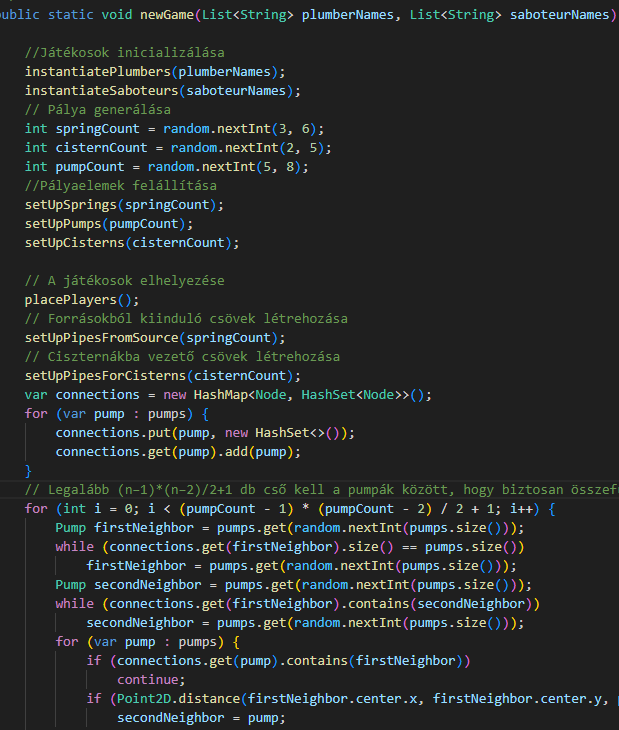 public static void newGame(List<String> plumberNames, List<String> saboteurNames)
//Játékosok inicializálása
instantiatePlumbers(plumberNames);
instantiateSaboteurs(saboteurNames);
// Pálya generálása
int springCount = random.nextInt(3, 6);
int cisternCount = random.nextInt(2, 5);
int pumpCount = random.nextInt(5, 8);
//Pályaelemek felállítása
setUpSprings(springCount);
setUpPumps(pumpCount);
setUpCisterns(cisternCount);
// A játékosok elhelyezése
placePlayers();
// Forrásokból kiinduló csövek létrehozása
setUpPipesFromSource(springCount);
// Ciszternákba vezető csövek létrehozása
setUpPipesForCisterns(cisternCount);
var connections = new HashMap<Node, HashSet<Node>>();
for (var pump : pumps) {
connections.put(pump, new HashSet<>());
connections.get(pump).add(pump);
}
// Legalább (n-1)*(n-2)/2+1 db cső kell a pumpák között, hogy biztosan összef
for (int i = 0; i < (pumpCount - 1) * (pumpCount - 2) / 2 + 1; i++) {
Pump firstNeighbor = pumps.get(random.nextInt(pumps.size()));
while (connections.get(firstNeighbor).size() == pumps.size())
firstNeighbor = pumps.get(random.nextInt(pumps.size()));
Pump secondNeighbor = pumps.get(random.nextInt(pumps.size()));
while (connections.get(firstNeighbor).contains(secondNeighbor))
secondNeighbor = pumps.get(random.nextInt(pumps.size()));
for (var pump : pumps) {
if (connections.get(pump).contains(firstNeighbor))
continue;
if (Point2D.distance(firstNeighbor.center.x, firstNeighbor.center.y,
secondNeighbor = pump;